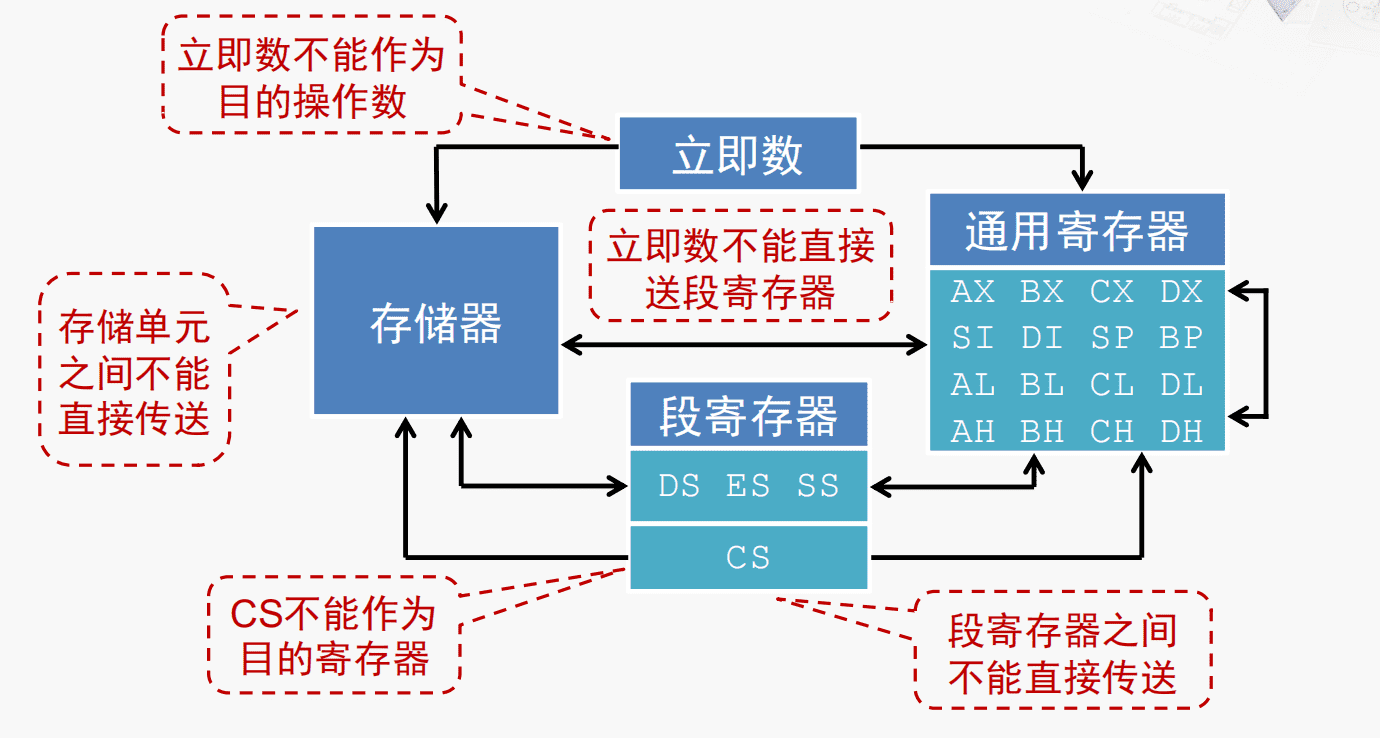 立即数不能作为
目的操作数
立即数
通用寄存器
立即数不能直接
送段寄存器
AX BX CX DX
SI DI SP BP
AL BL CL DL
AH BH CH DH
存储器
存储单元
之间不能
直接传送
段寄存器
DS ES SS
CS
CS不能作为
目的寄存器
段寄存器之间
不能直接传送